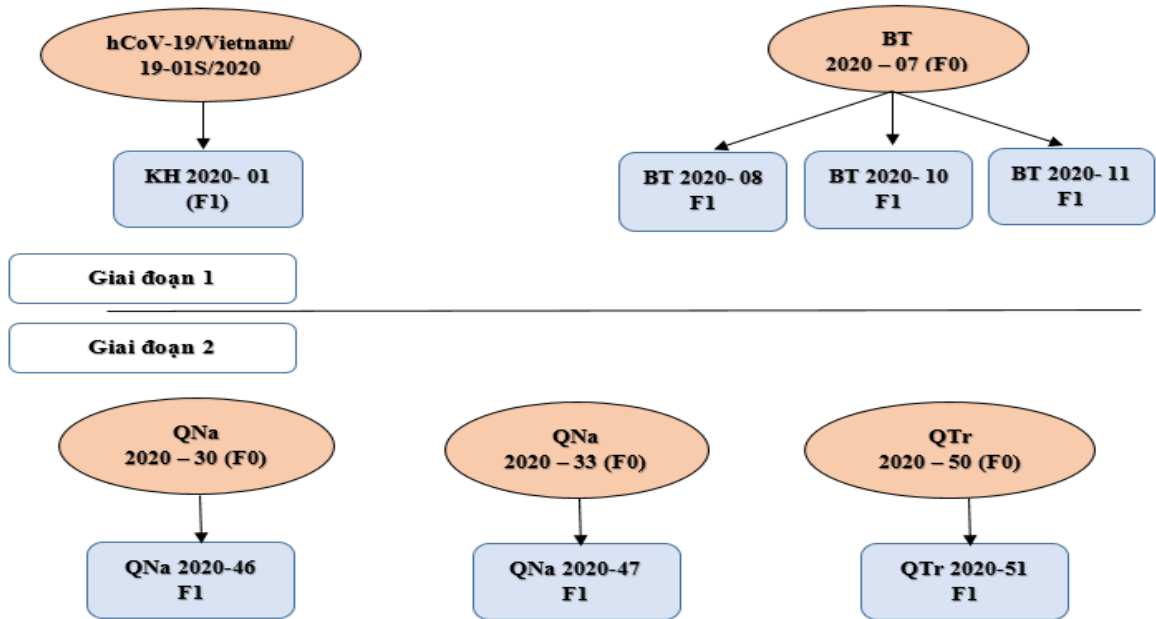 hCoV-19/Vietnam/
19-01S/2020
BT
2020 – 07 (F0)
KH 2020- 01
(F1)
BT 2020- 08
F1
BT 2020- 10
F1
BT 2020- 11
F1
Giai đoạn 1
Giai đoạn 2
QNa
2020 – 30 (F0)
QNa
2020 – 33 (F0)
QTr
2020 – 50 (F0)
QNa 2020-46
F1
QNa 2020-47
F1
QTr 2020-51
F1